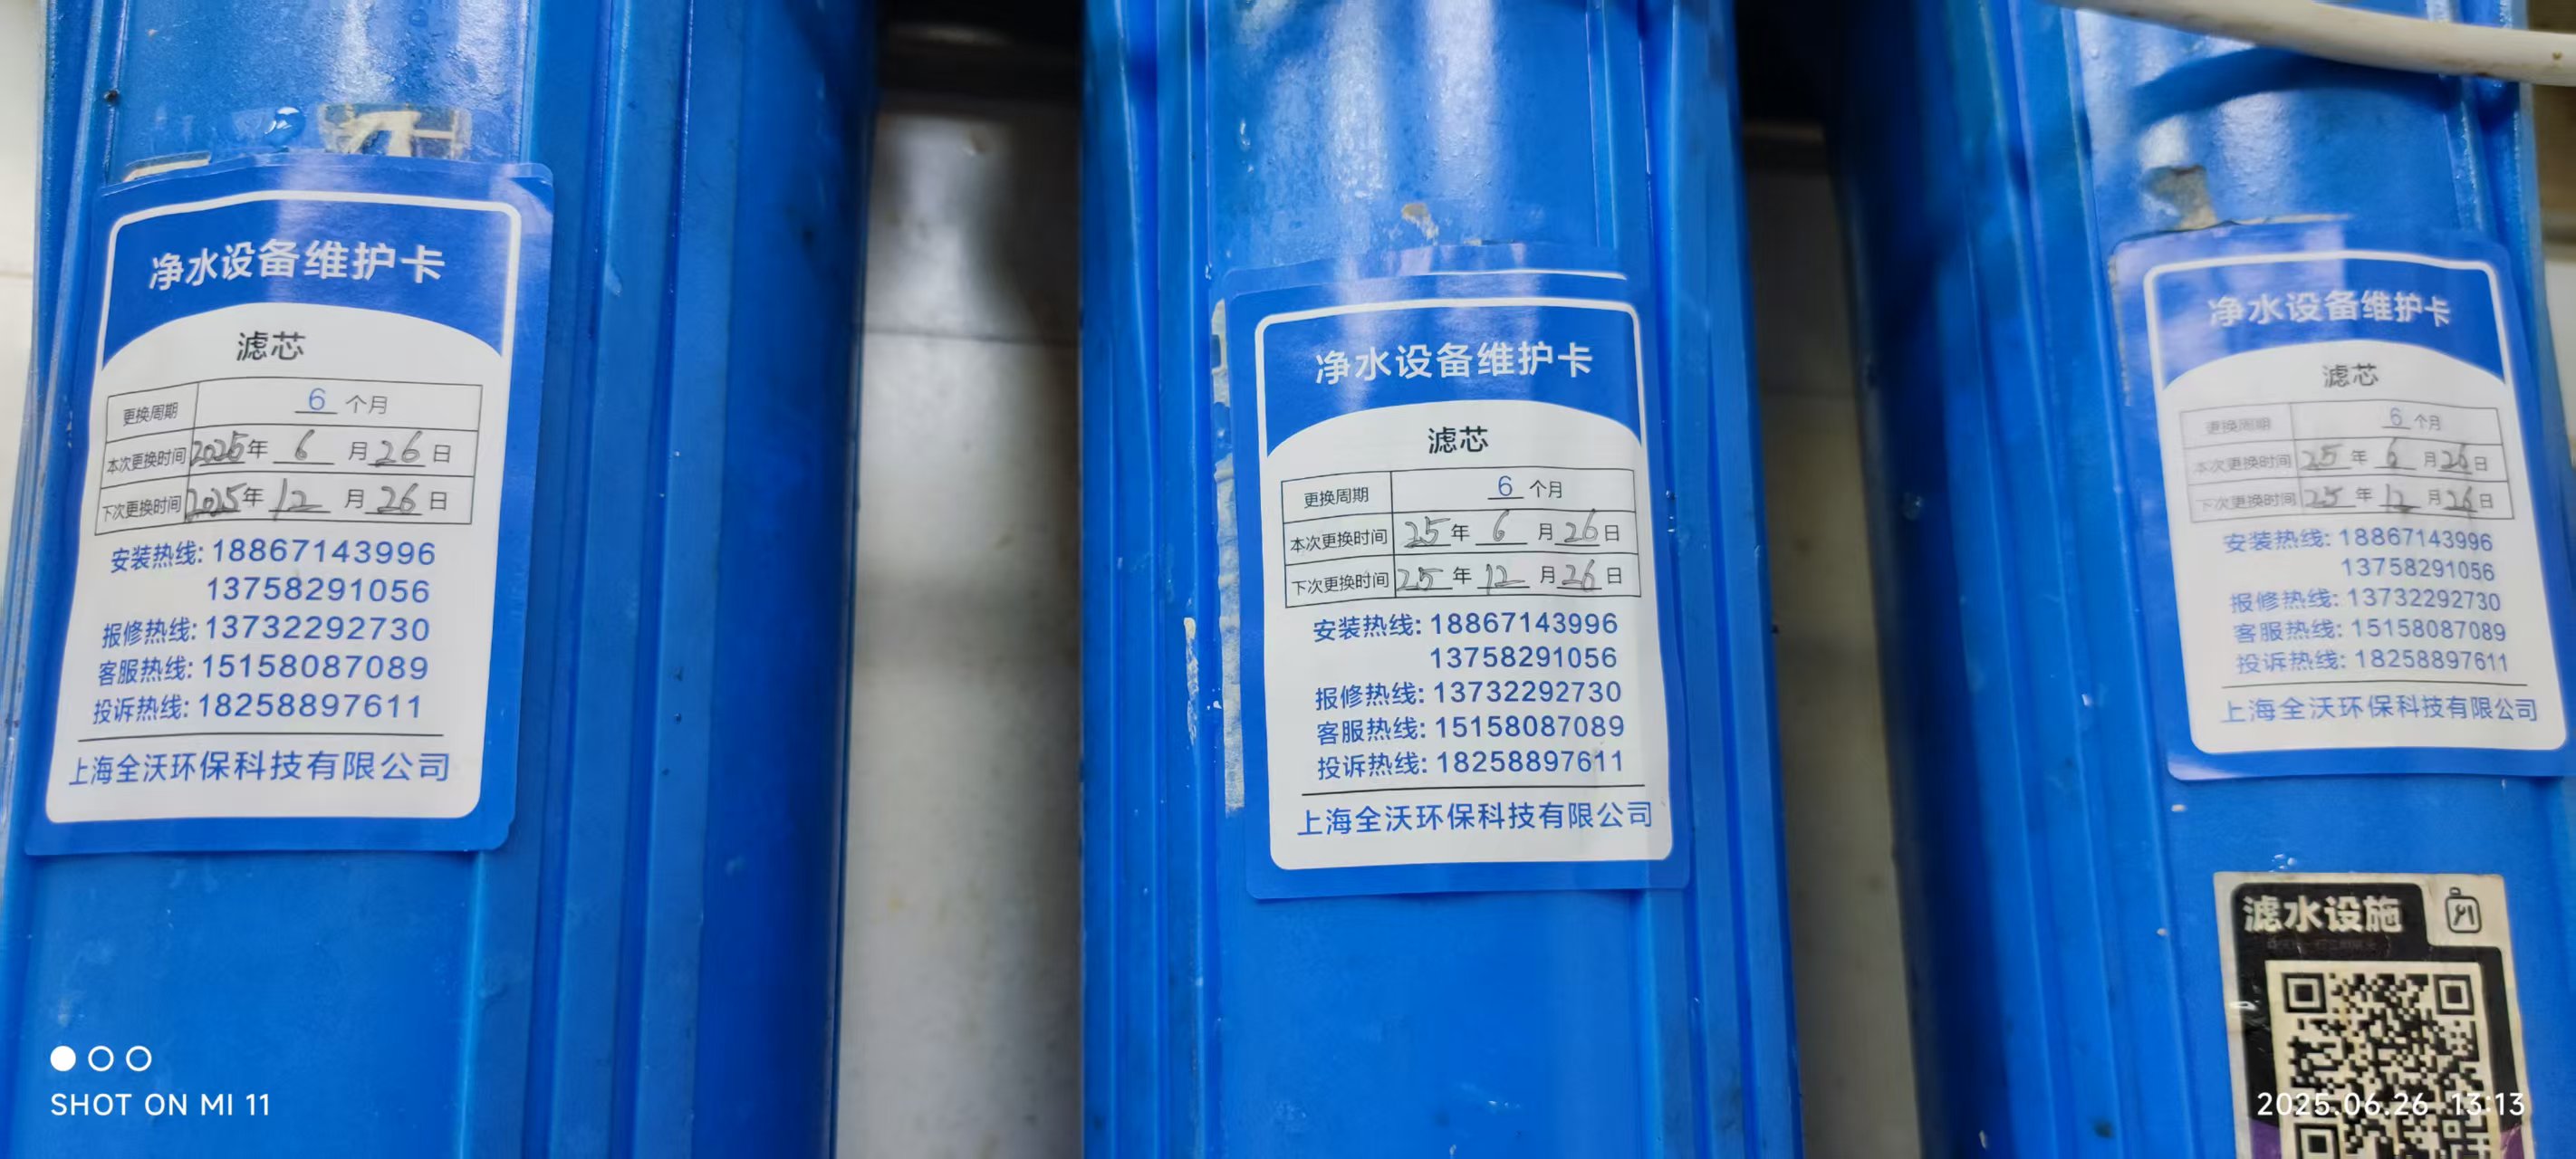 净水设备维护卡
滤芯
更换周期 6 个月
本次更换时间 2025年 6 月 26 日
下次更换时间 2025年 12 月 26 日
安装热线: 18867143996
13758291056
报修热线: 13732292730
客服热线: 15158087089
投诉热线: 18258897611
上海全沃环保科技有限公司
净水设备维护卡
滤芯
更换周期 6 个月
本次更换时间 25 年 6 月 26 日
下次更换时间 25 年 12 月 26 日
安装热线: 18867143996
13758291056
报修热线: 13732292730
客服热线: 15158087089
投诉热线: 18258897611
上海全沃环保科技有限公司
净水设备维护卡
滤芯
更换周期 6 个月
本次更换时间 25 年 6 月 26 日
下次更换时间 25 年 12 月 26 日
安装热线: 18867143996
13758291056
报修热线: 13732292730
客服热线: 15158087089
投诉热线: 18258897611
上海全沃环保科技有限公司
滤水设施
SHOT ON MI 11
2025.06.26 13:13